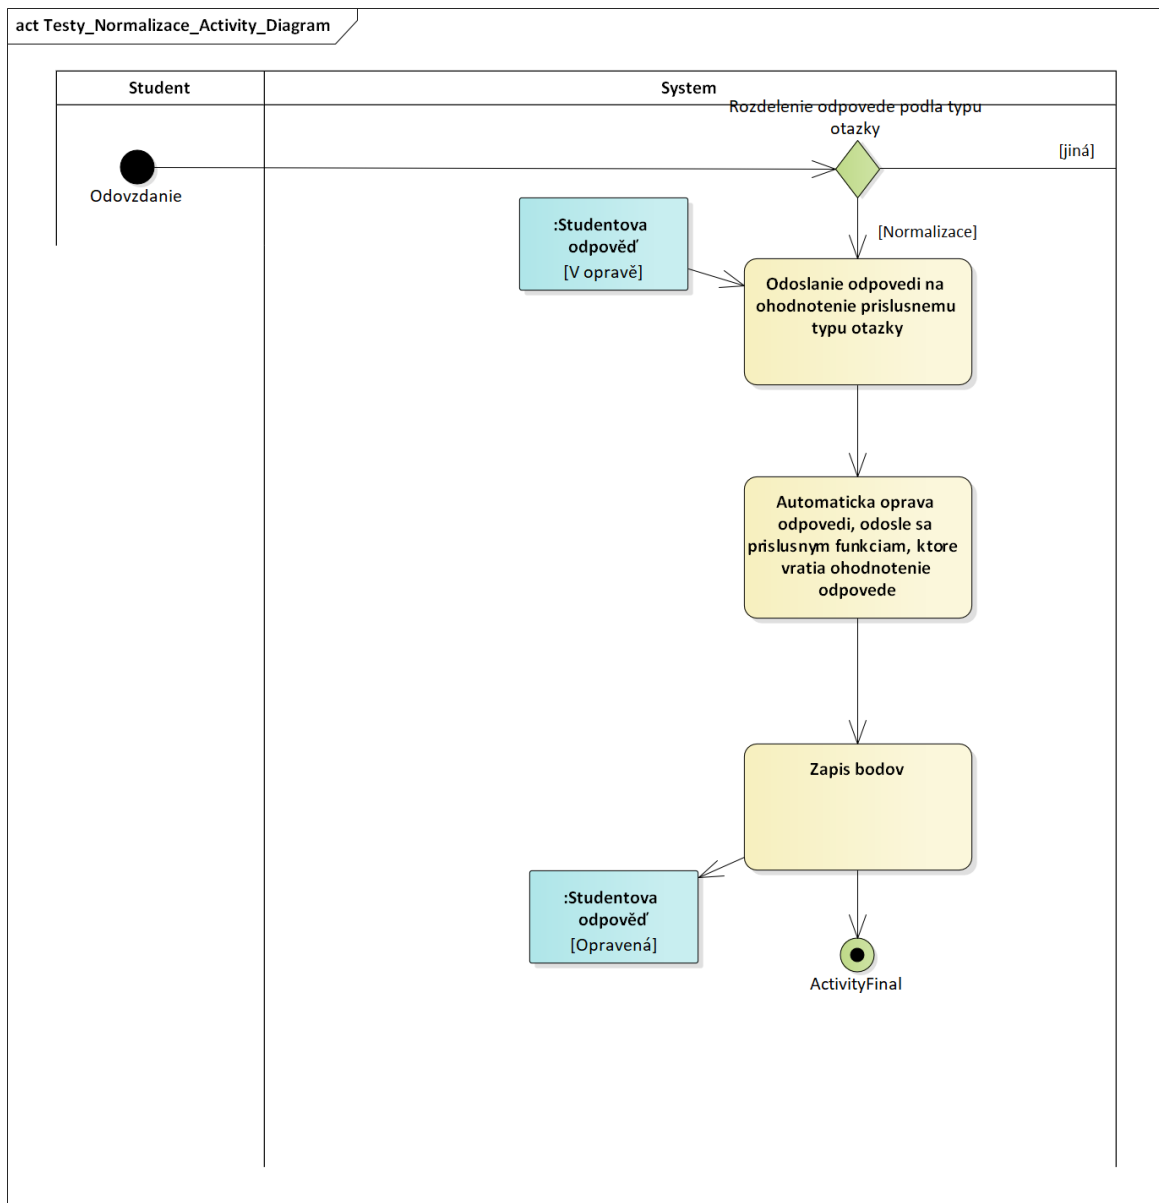 act Testy_Normalizace_Activity_Diagram
Student
System
Rozdelenie odpovede podla typu
otazky
[jiná]
Odovzdanie
:Studentova
odpověď
[V opravě]
[Normalizace]
Odoslanie odpovedi na
ohodnotenie prislusnemu
typu otazky
Automaticka oprava
odpovedi, odosle sa
prislusnym funkciam, ktore
vratia ohodnotenie
odpovede
Zapis bodov
:Studentova
odpověď
[Opravená]
ActivityFinal